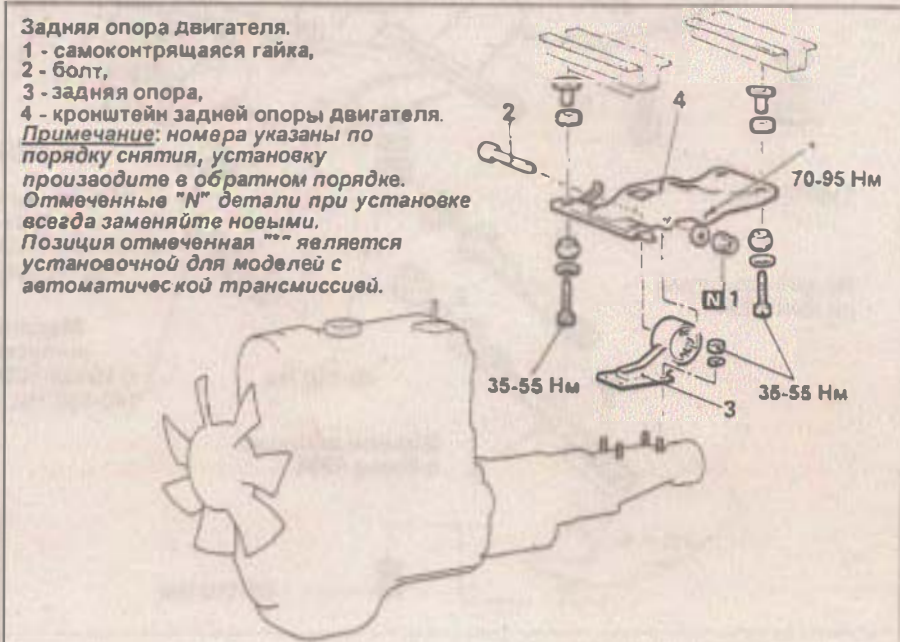 Задняя опора двигателя.
1 - самоконтрящаяся гайка,
2 - болт,
3 - задняя опора,
4 - кронштейн задней опоры двигателя.
Примечание: номера указаны по
порядку снятия, установку
производите в обратном порядке.
Отмеченные "N" детали при установке
всегда заменяйте новыми.
Позиция отмеченная "*" является
установочной для моделей с
автоматической трансмиссией.
2
4
*
70-95 Нм
N 1
35-55 Нм
35-55 Нм
3